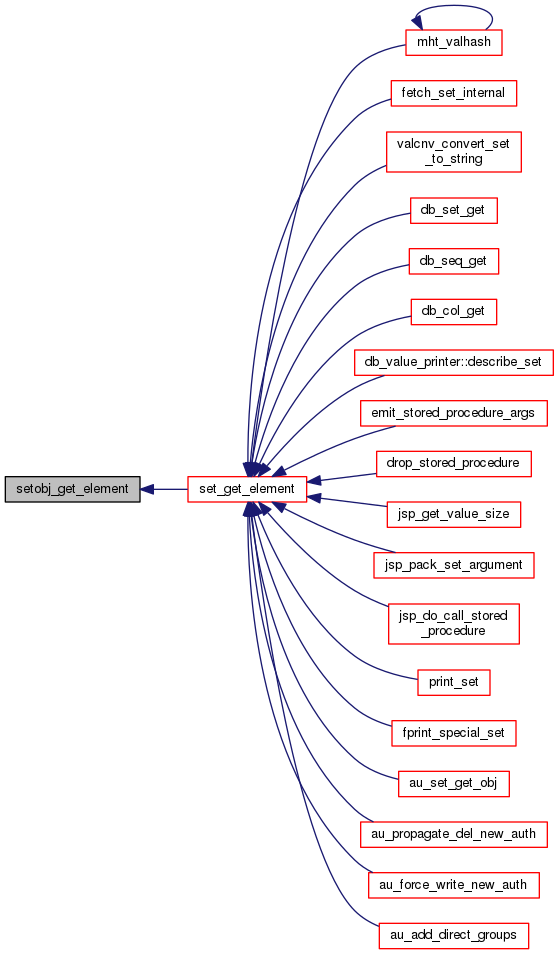 mht_valhash
fetch_set_internal
valcnv_convert_set
_to_string
db_set_get
db_seq_get
db_col_get
db_value_printer::describe_set
emit_stored_procedure_args
drop_stored_procedure
setobj_get_element
set_get_element
jsp_get_value_size
jsp_pack_set_argument
jsp_do_call_stored
_procedure
print_set
fprint_special_set
au_set_get_obj
au_propagate_del_new_auth
au_force_write_new_auth
au_add_direct_groups